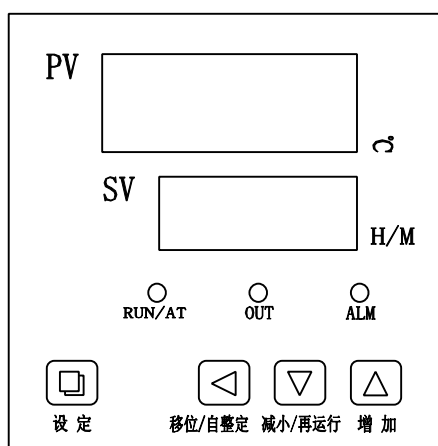 PV
℃
SV
H/M
RUN/AT OUT ALM
设 定 移位/自整定 减小/再运行 增 加